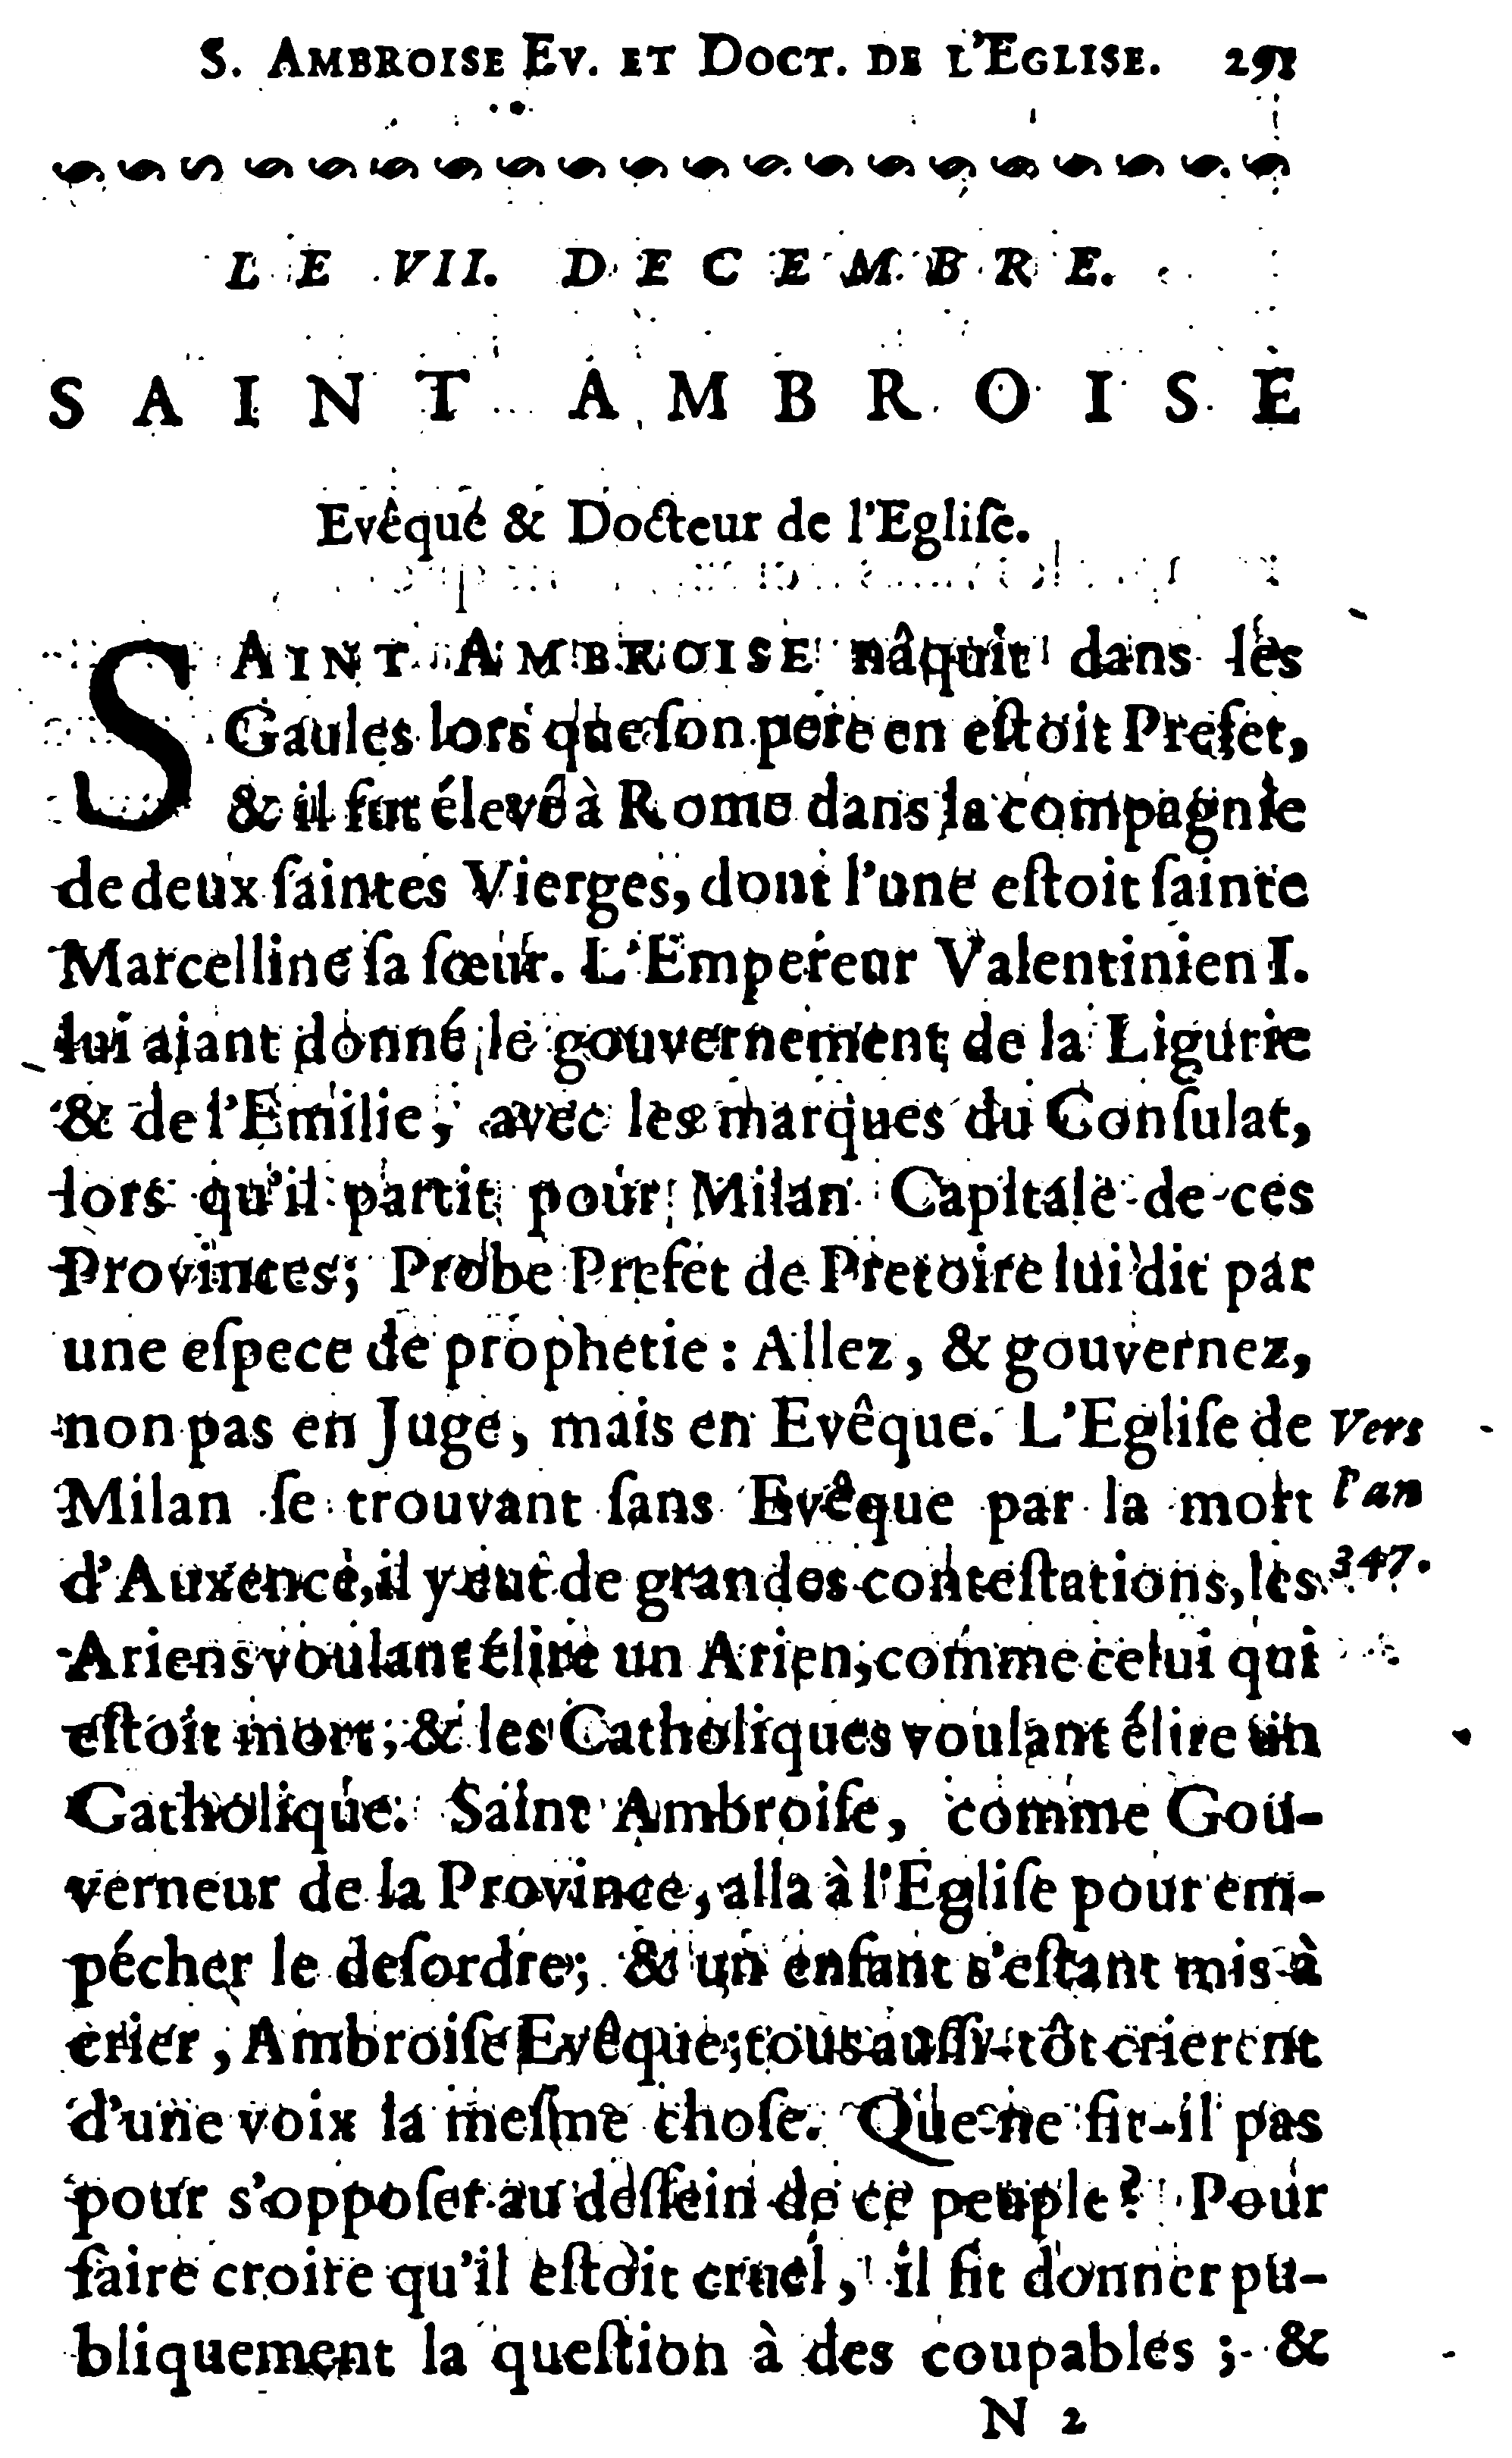 S. AMBROISE EV. ET DOCT. DE L'EGLISE. 291
LE VII. DECEMBRE.
SAINT AMBROISE
Evêque & Docteur de l'Egliſe.
SAINT AMBROISE nâquit dans les
Gaules lors que ſon pere en eſtoit Prefet,
& il fut élevé à Rome dans la compagnie
de deux ſaintes Vierges, dont l'une eſtoit ſainte
Marcelline ſa ſœur. L'Empereur Valentinien I.
lui aiant donné le gouvernement de la Ligurie
& de l'Emilie, avec les marques du Conſulat,
lors qu'il partit pour Milan Capitale de ces
Provinces; Probe Prefet de Pretoire lui dit par
une eſpece de prophetie : Allez, & gouvernez,
non pas en Juge, mais en Evêque. L'Egliſe de
Milan ſe trouvant ſans Evêque par la mort
d'Auxence, il y eut de grandes conteſtations, les
Ariens voulant élire un Arien, comme celui qui
eſtoit mort; & les Catholiques voulant élire un
Catholique. Saint Ambroiſe, comme Gou-
verneur de la Province, alla à l'Egliſe pour em-
pécher le deſordre; & un enfant s'eſtant mis à
crier, Ambroiſe Evêque; tous auſſi-tôt crierent
d'une voix la meſme choſe. Que ne fit-il pas
pour s'oppoſer au deſſein de ce peuple? Pour
faire croire qu'il eſtoit cruel, il fit donner pu-
bliquement la queſtion à des coupables; &
Vers
l'an
347.
N 2